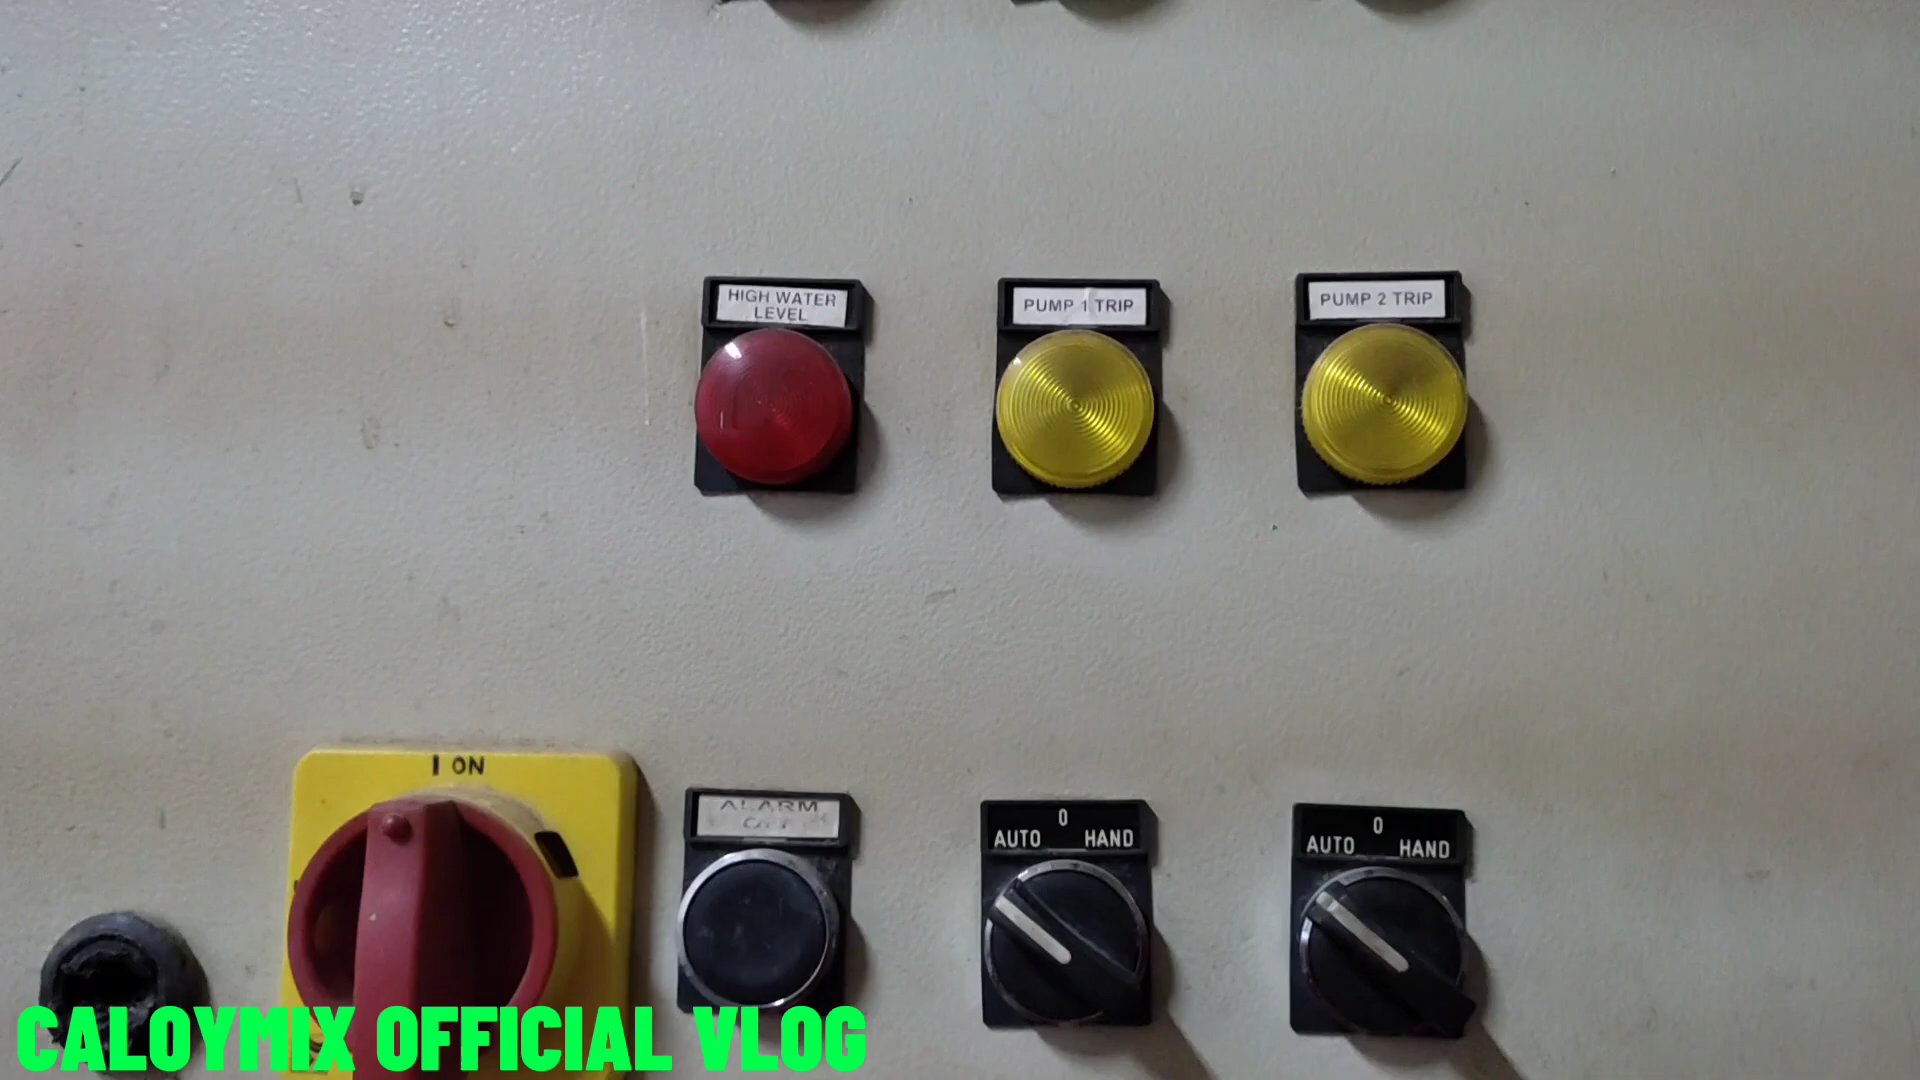 HIGH WATER
LEVEL
PUMP 1 TRIP
PUMP 2 TRIP
I ON
ALARM
0
AUTO HAND
0
AUTO HAND
CALOYMIX OFFICIAL VLOG